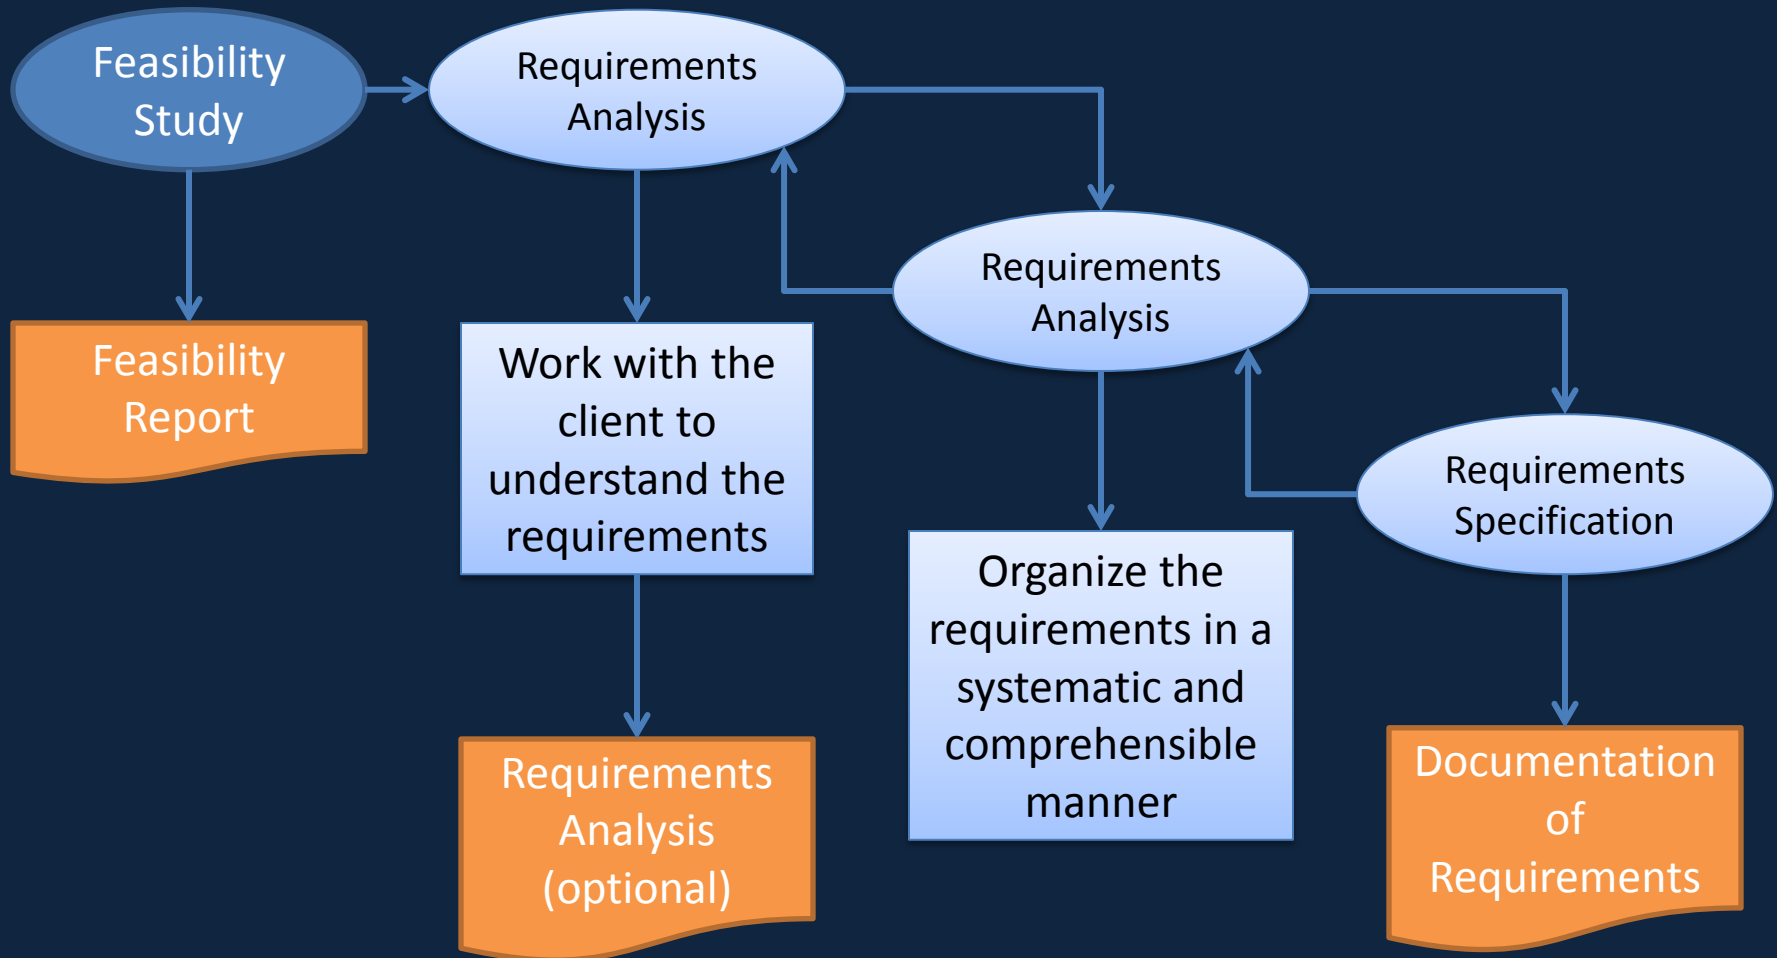 Feasibility
Study
Requirements
Analysis
Requirements
Analysis
Requirements
Specification
Feasibility
Report
Work with the
client to
understand the
requirements
Organize the
requirements in a
systematic and
comprehensible
manner
Requirements
Analysis
(optional)
Documentation
of
Requirements